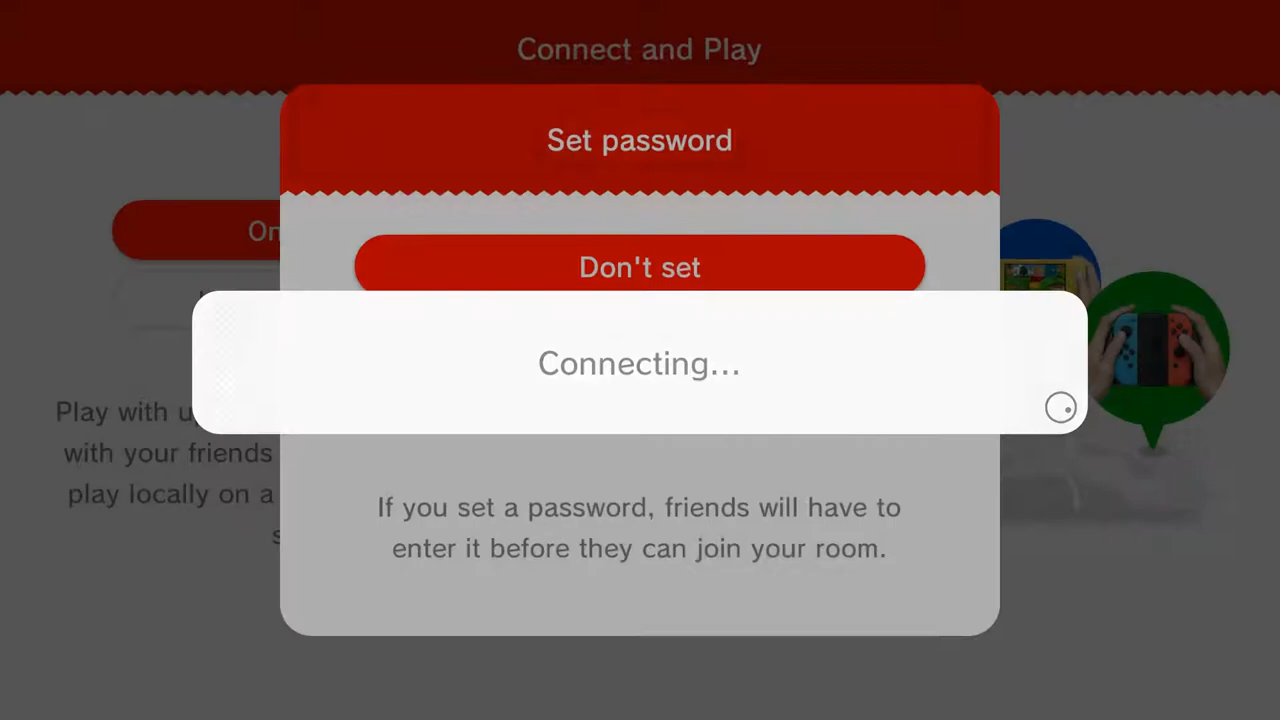 Connect and Play
Set password
On
Don't set
Connecting...
Play with u
with your friends
play locally on a
s
If you set a password, friends will have to
enter it before they can join your room.